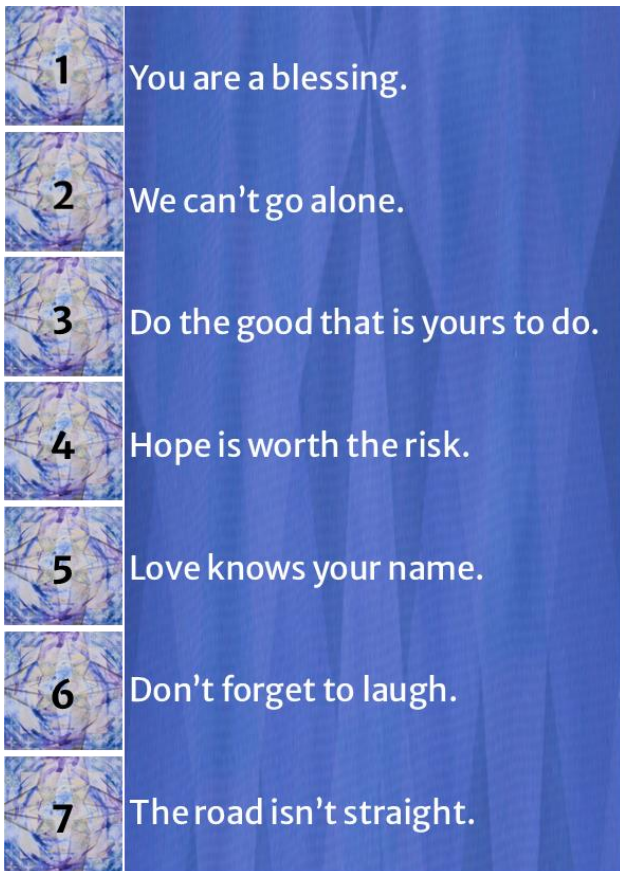 1
You are a blessing.
2
We can’t go alone.
3
Do the good that is yours to do.
4
Hope is worth the risk.
5
Love knows your name.
6
Don’t forget to laugh.
7
The road isn’t straight.